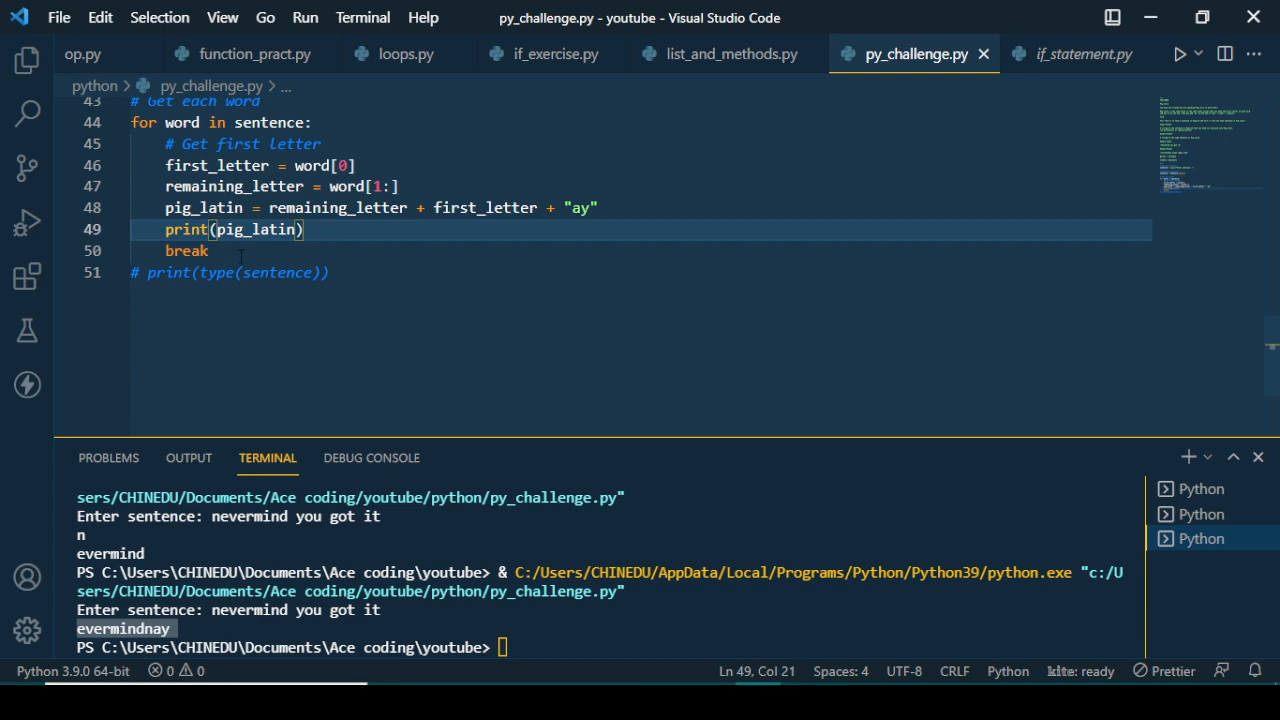 File Edit Selection View Go Run Terminal Help py_challenge.py - youtube - Visual Studio Code
op.py function_pract.py loops.py if_exercise.py list_and_methods.py py_challenge.py if_statement.py
python > py_challenge.py > ...
43 # Get each word
44 for word in sentence:
45 # Get first letter
46 first_letter = word[0]
47 remaining_letter = word[1:]
48 pig_latin = remaining_letter + first_letter + "ay"
49 print(pig_latin)
50 break
51 # print(type(sentence))
PROBLEMS OUTPUT TERMINAL DEBUG CONSOLE
sers/CHINEDU/Documents/Ace coding/youtube/python/py_challenge.py"
Enter sentence: nevermind you got it
n
evermind
PS C:\Users\CHINEDU\Documents\Ace coding\youtube> & C:/Users/CHINEDU/AppData/Local/Programs/Python/Python39/python.exe "c:/U
sers/CHINEDU/Documents/Ace coding/youtube/python/py_challenge.py"
Enter sentence: nevermind you got it
evermindnay
PS C:\Users\CHINEDU\Documents\Ace coding\youtube>
Python
Python
Python
Python 3.9.0 64-bit 0 0 Ln 49, Col 21 Spaces: 4 UTF-8 CRLF Python kite: ready Prettier